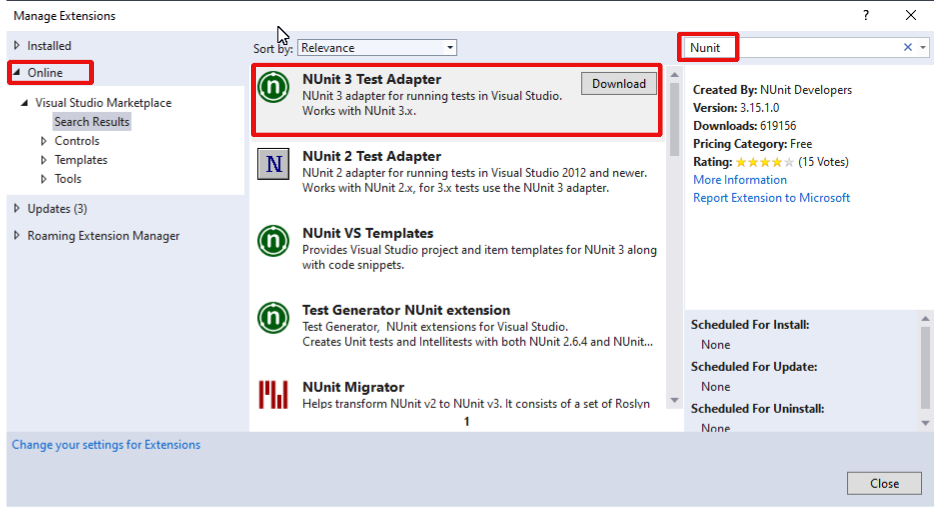 Manage Extensions
?
Installed
Online
Visual Studio Marketplace
Search Results
Controls
Templates
Tools
Updates (3)
Roaming Extension Manager
Sort by: Relevance
NUnit 3 Test Adapter
Download
NUnit 3 adapter for running tests in Visual Studio.
Works with NUnit 3.x.
N
NUnit 2 Test Adapter
NUnit 2 adapter for running tests in Visual Studio 2012 and newer.
Works with NUnit 2.x, for 3.x tests use the NUnit 3 adapter.
n
NUnit VS Templates
Provides Visual Studio project and item templates for NUnit 3 along
with code snippets.
n
Test Generator NUnit extension
Test Generator, NUnit extensions for Visual Studio.
Creates Unit tests and Intellitests with both NUnit 2.6.4 and NUnit...
NUnit Migrator
Helps transform NUnit v2 to NUnit v3. It consists of a set of Roslyn
1
Nunit
Created By: NUnit Developers
Version: 3.15.1.0
Downloads: 619156
Pricing Category: Free
Rating: (15 Votes)
More Information
Report Extension to Microsoft
Scheduled For Install:
None
Scheduled For Update:
None
Scheduled For Uninstall:
None
Change your settings for Extensions
Close